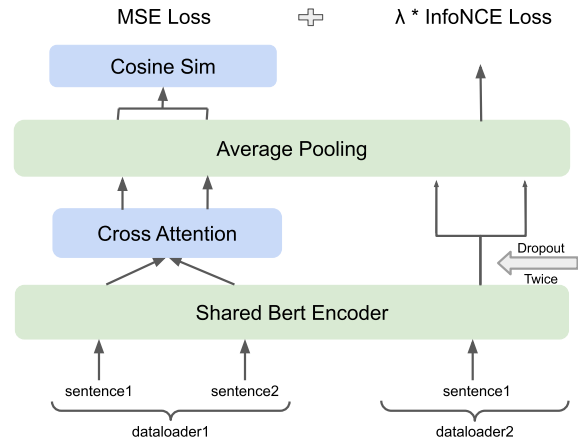 MSE Loss
λ * InfoNCE Loss
Cosine Sim
Average Pooling
Cross Attention
Dropout
Twice
Shared Bert Encoder
sentence1
sentence2
sentence1
dataloader1
dataloader2